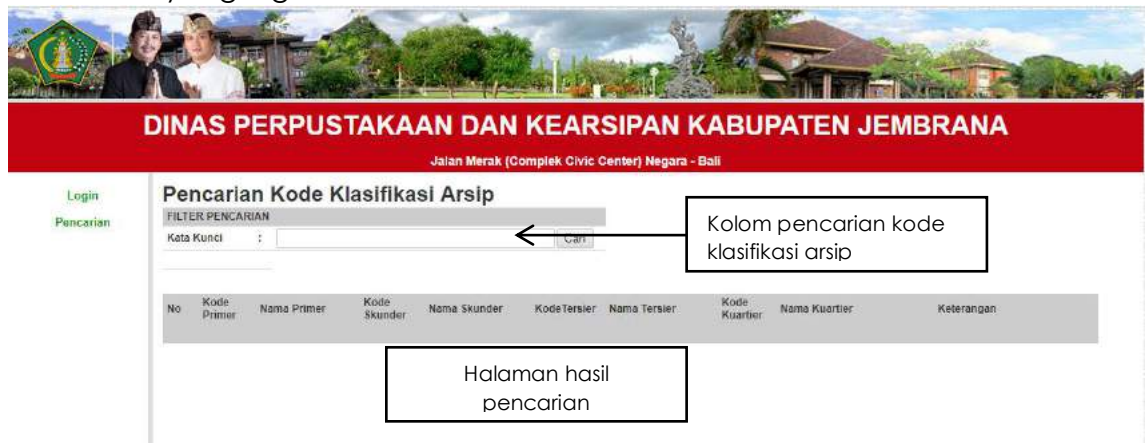 DINAS PERPUSTAKAAN DAN KEARSIPAN KABUPATEN JEMBRANA
Jalan Merak (Complek Civic Center) Negara - Bali
Login
Pencarian
Pencarian Kode Klasifikasi Arsip
FILTER PENCARIAN
Kata Kunci : Cari
Kolom pencarian kode
klasifikasi arsip
No Kode Primer Nama Primer Kode Skunder Nama Skunder KodeTersier Nama Tersier Kode Kuartier Nama Kuartier Keterangan
Halaman hasil
pencarian